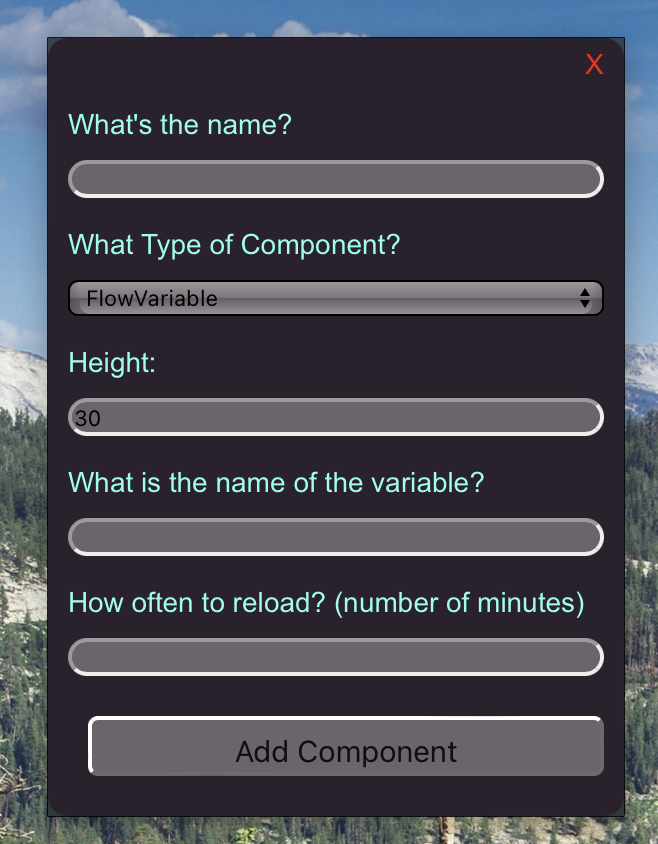 X
What's the name?
What Type of Component?
FlowVariable
Height:
30
What is the name of the variable?
How often to reload? (number of minutes)
Add Component